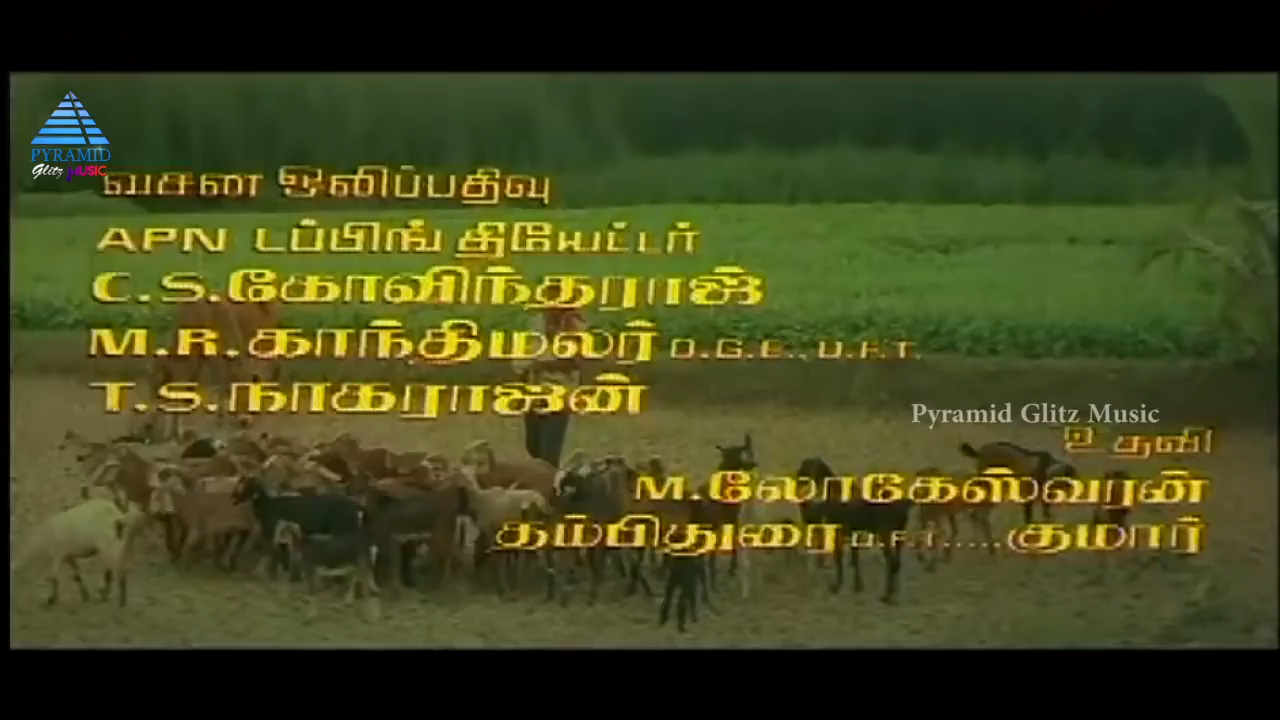 PYRAMID
Glitz MUSIC
வசன ஒலிப்பதிவு
APN டப்பிங் தியேட்டர்
C.S.கோவிந்தராஜ்
M.R.காந்திமலர் D.G.E., D.F.T.
T.S.நாகராஜன்
Pyramid Glitz Music
உதவி
M.லோகேஸ்வரன்
தம்பிதுரை D.F.T.....குமார்